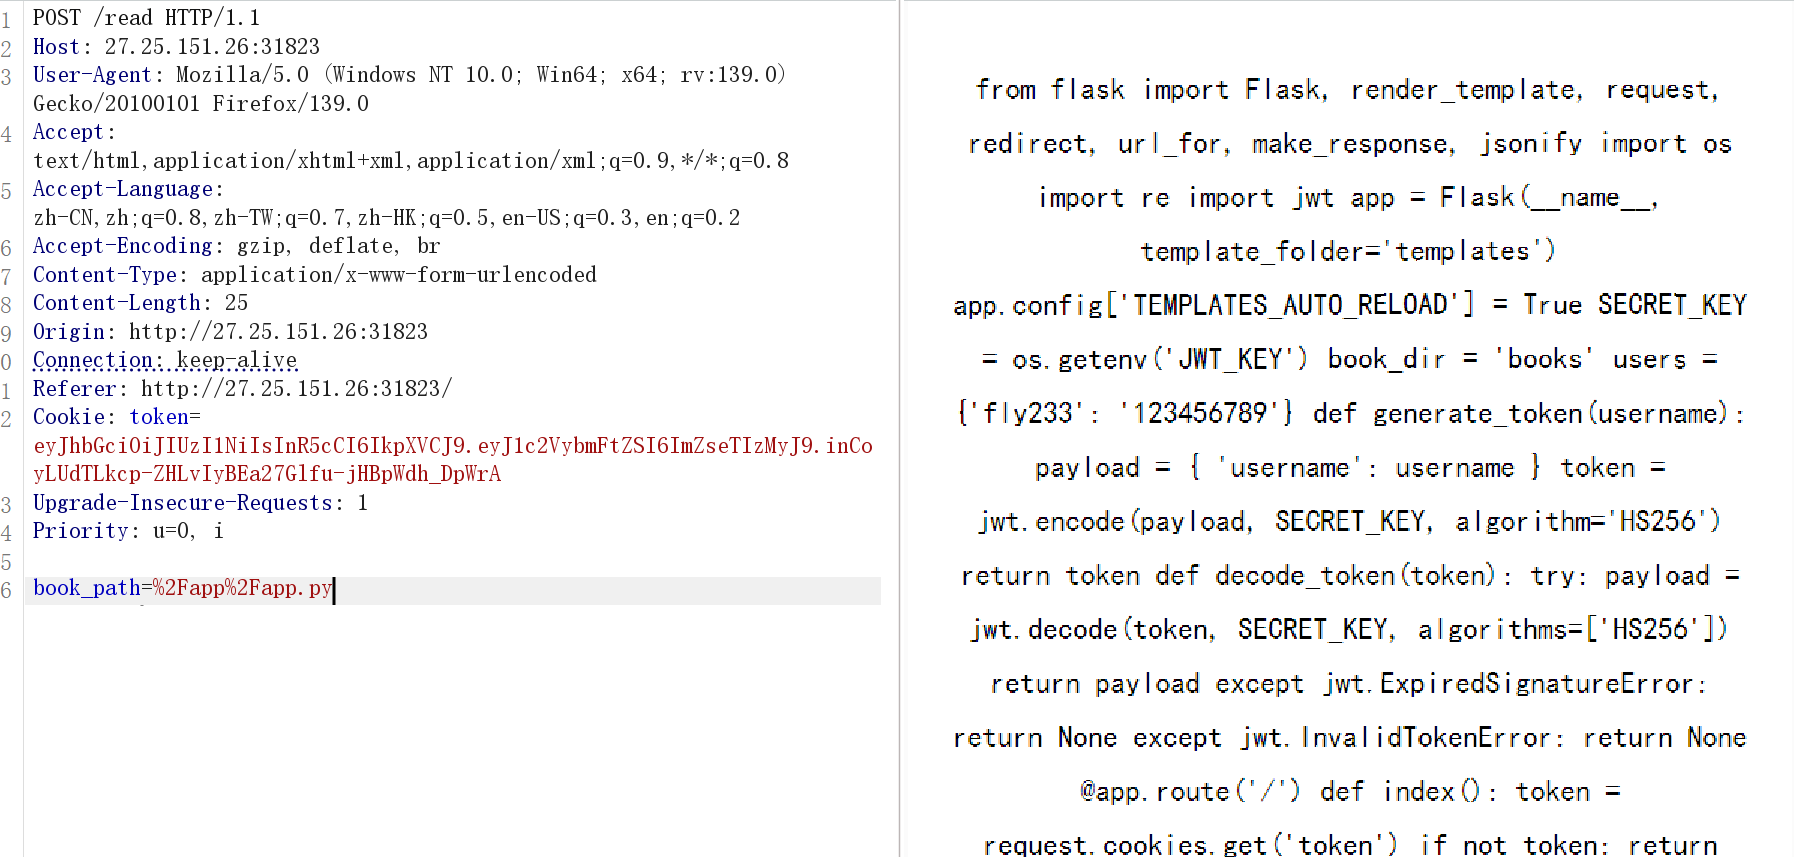 1 POST /read HTTP/1.1
2 Host: 27.25.151.26:31823
3 User-Agent: Mozilla/5.0 (Windows NT 10.0; Win64; x64; rv:139.0)
Gecko/20100101 Firefox/139.0
4 Accept:
text/html,application/xhtml+xml,application/xml;q=0.9,*/*;q=0.8
5 Accept-Language:
zh-CN,zh;q=0.8,zh-TW;q=0.7,zh-HK;q=0.5,en-US;q=0.3,en;q=0.2
6 Accept-Encoding: gzip, deflate, br
7 Content-Type: application/x-www-form-urlencoded
8 Content-Length: 25
9 Origin: http://27.25.151.26:31823
0 Connection: keep-alive
1 Referer: http://27.25.151.26:31823/
2 Cookie: token=
eyJhbGciOiJIUzI1NiIsInR5cCI6IkpXVCJ9.eyJ1c2VybmFtZSI6ImZseTIzMyJ9.inCo
yLUdTLkcp-ZHLvIyBEa27Glfu-jHBpWdh_DpWrA
3 Upgrade-Insecure-Requests: 1
4 Priority: u=0, i
5
6 book_path=%2Fapp%2Fapp.py
from flask import Flask, render_template, request,
redirect, url_for, make_response, jsonify import os
import re import jwt app = Flask(__name__,
template_folder='templates')
app.config['TEMPLATES_AUTO_RELOAD'] = True SECRET_KEY
= os.getenv('JWT_KEY') book_dir = 'books' users =
{'fly233': '123456789'} def generate_token(username):
payload = { 'username': username } token =
jwt.encode(payload, SECRET_KEY, algorithm='HS256')
return token def decode_token(token): try: payload =
jwt.decode(token, SECRET_KEY, algorithms=['HS256'])
return payload except jwt.ExpiredSignatureError:
return None except jwt.InvalidTokenError: return None
@app.route('/') def index(): token =
request.cookies.get('token') if not token: return